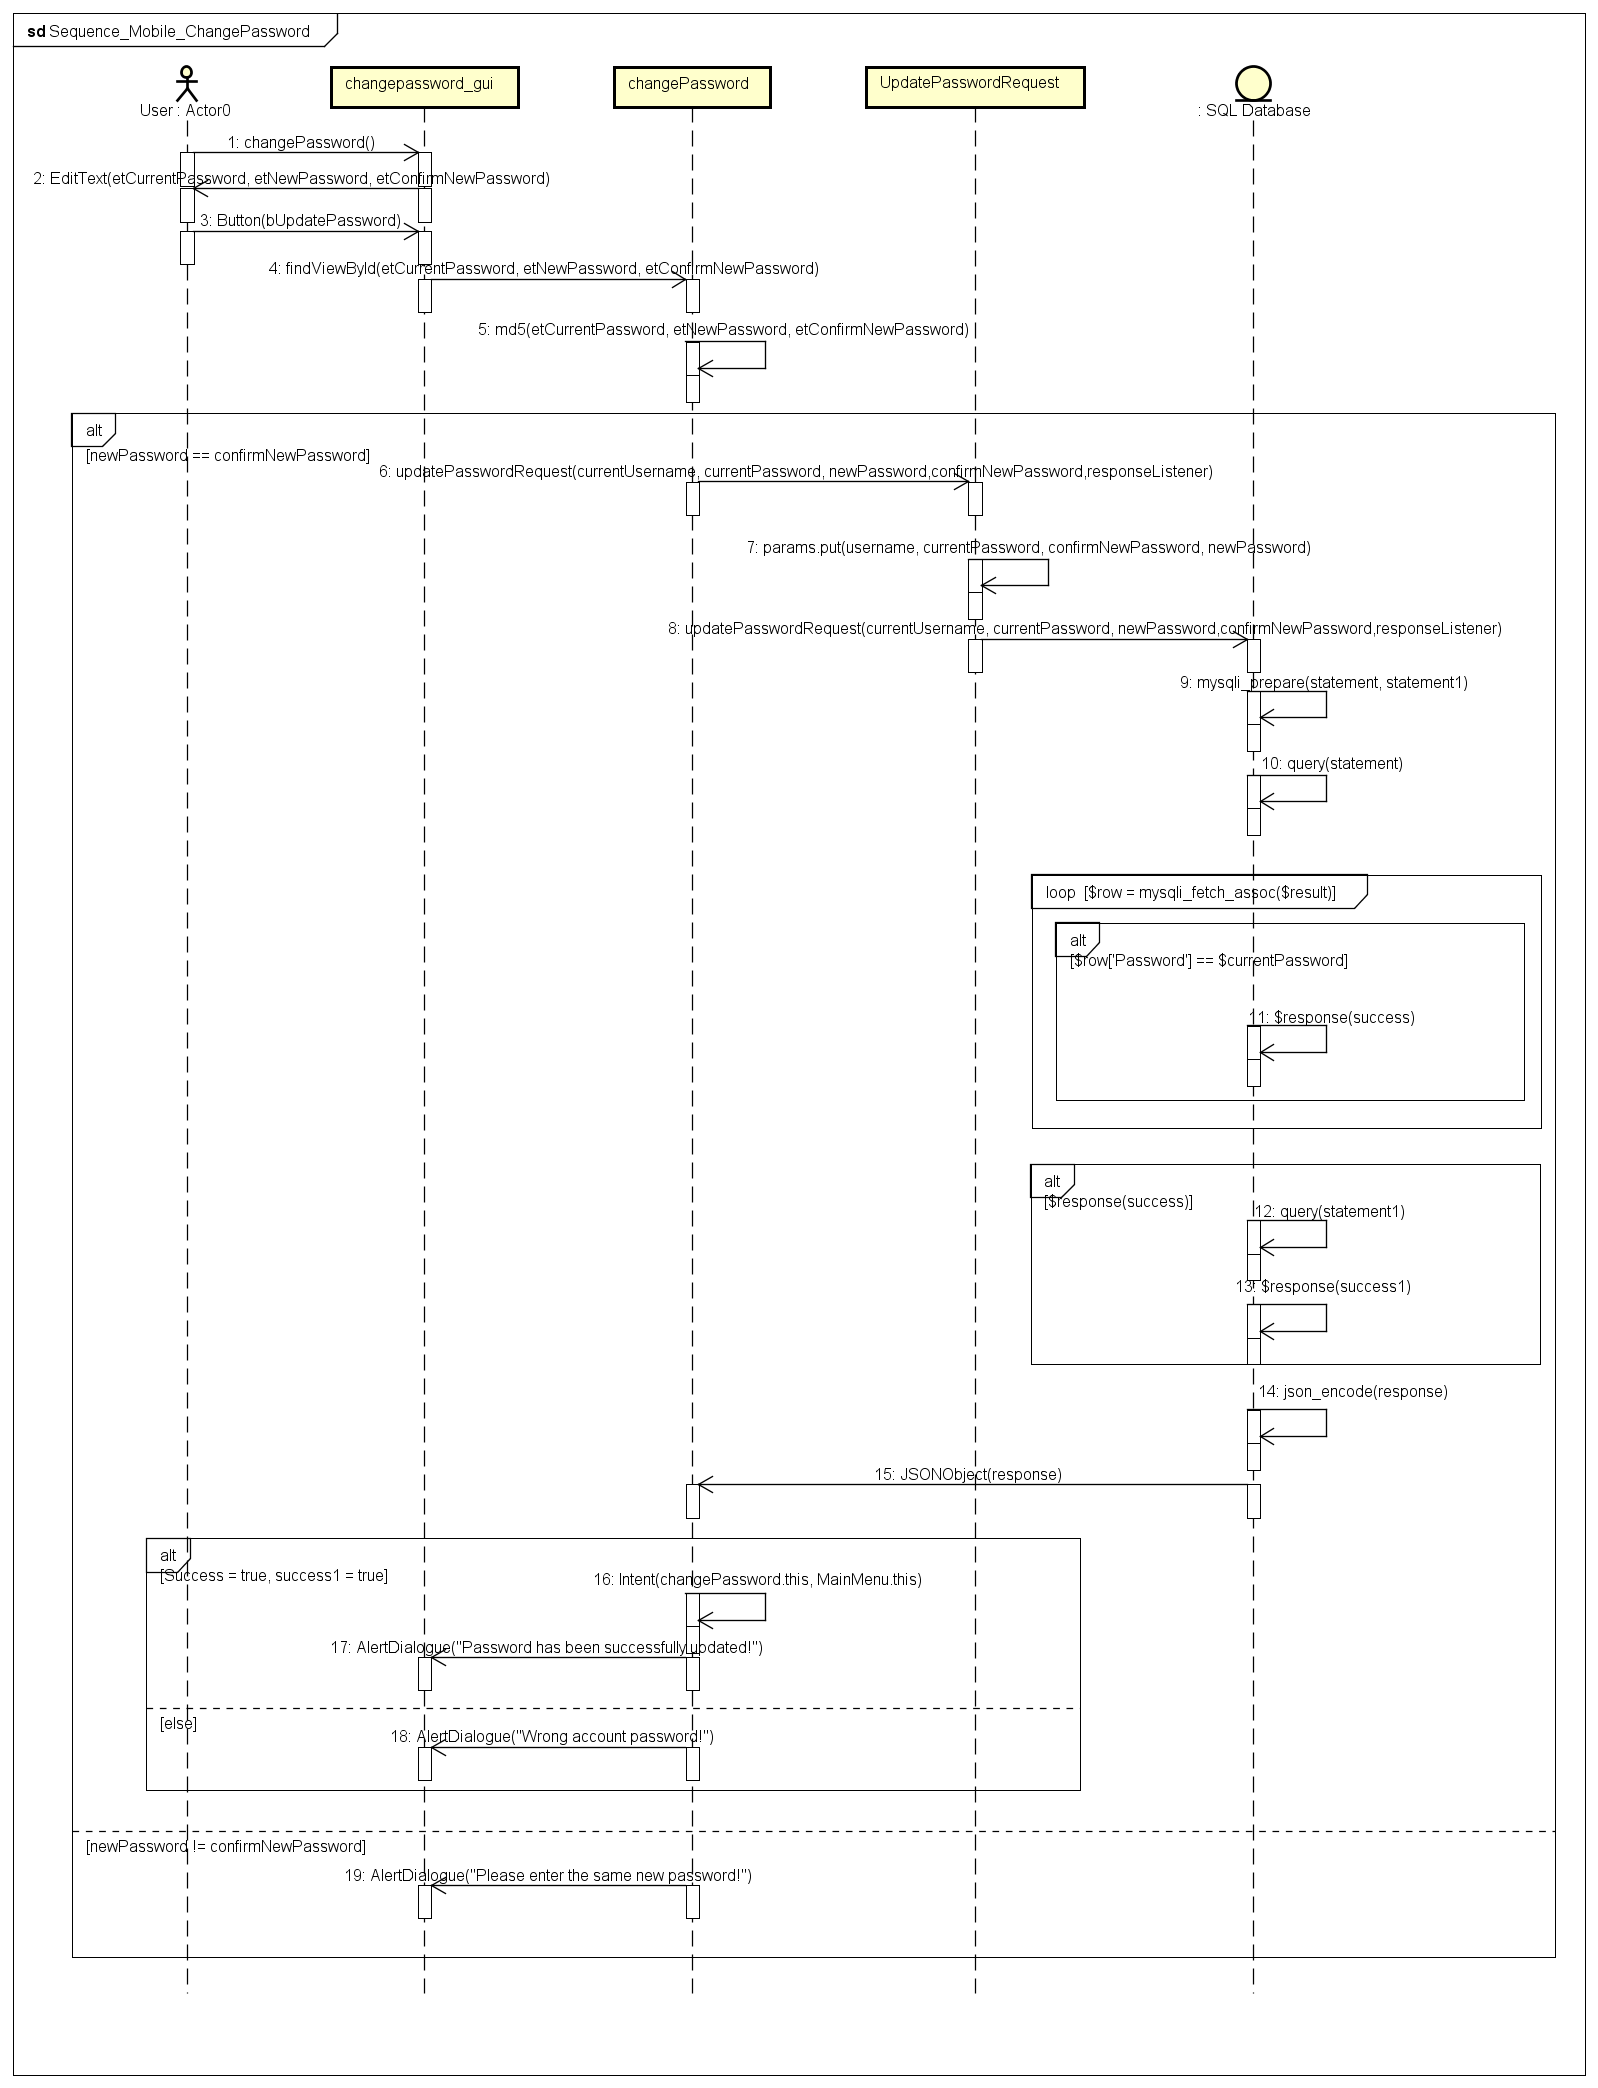 sd Sequence_Mobile_ChangePassword
User : Actor0
changepassword_gui
changePassword
UpdatePasswordRequest
: SQL Database
1: changePassword()
2: EditText(etCurrentPassword, etNewPassword, etConfirmNewPassword)
3: Button(bUpdatePassword)
4: findViewById(etCurrentPassword, etNewPassword, etConfirmNewPassword)
5: md5(etCurrentPassword, etNewPassword, etConfirmNewPassword)
alt
[newPassword == confirmNewPassword]
6: updatePasswordRequest(currentUsername, currentPassword, newPassword,confirmNewPassword,responseListener)
7: params.put(username, currentPassword, confirmNewPassword, newPassword)
8: updatePasswordRequest(currentUsername, currentPassword, newPassword,confirmNewPassword,responseListener)
9: mysqli_prepare(statement, statement1)
10: query(statement)
loop [$row = mysqli_fetch_assoc($result)]
alt
[$row['Password'] == $currentPassword]
11: $response(success)
alt
[$response(success)]
12: query(statement1)
13: $response(success1)
14: json_encode(response)
15: JSONObject(response)
alt
[Success = true, success1 = true]
16: Intent(changePassword.this, MainMenu.this)
17: AlertDialogue("Password has been successfully updated!")
[else]
18: AlertDialogue("Wrong account password!")
[newPassword != confirmNewPassword]
19: AlertDialogue("Please enter the same new password!")